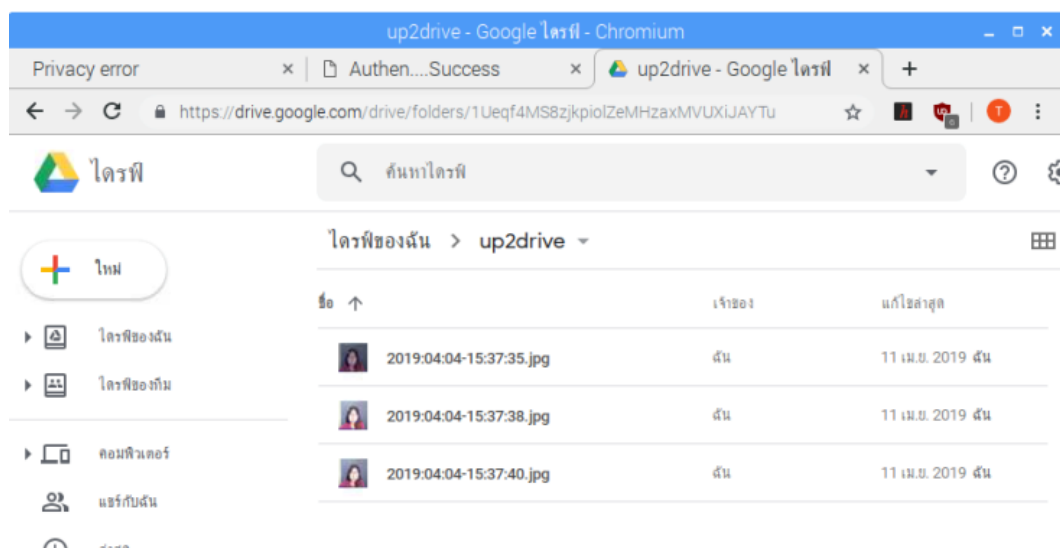 up2drive - Google ไดรฟ์ - Chromium
Privacy error × Authen....Success × up2drive - Google ไดรฟ์ × +
https://drive.google.com/drive/folders/1Ueqf4MS8zjkpiolZeMHzaxMVUXiJAYTu
T
ไดรฟ์ ค้นหาไดรฟ์
ไดรฟ์ของฉัน > up2drive
ใหม่
ชื่อ ↑ เจ้าของ แก้ไขล่าสุด
ไดรฟ์ของฉัน
2019:04:04-15:37:35.jpg ฉัน 11 เม.ย. 2019 ฉัน
ไดรฟ์ของทีม
2019:04:04-15:37:38.jpg ฉัน 11 เม.ย. 2019 ฉัน
คอมพิวเตอร์
2019:04:04-15:37:40.jpg ฉัน 11 เม.ย. 2019 ฉัน
แชร์กับฉัน